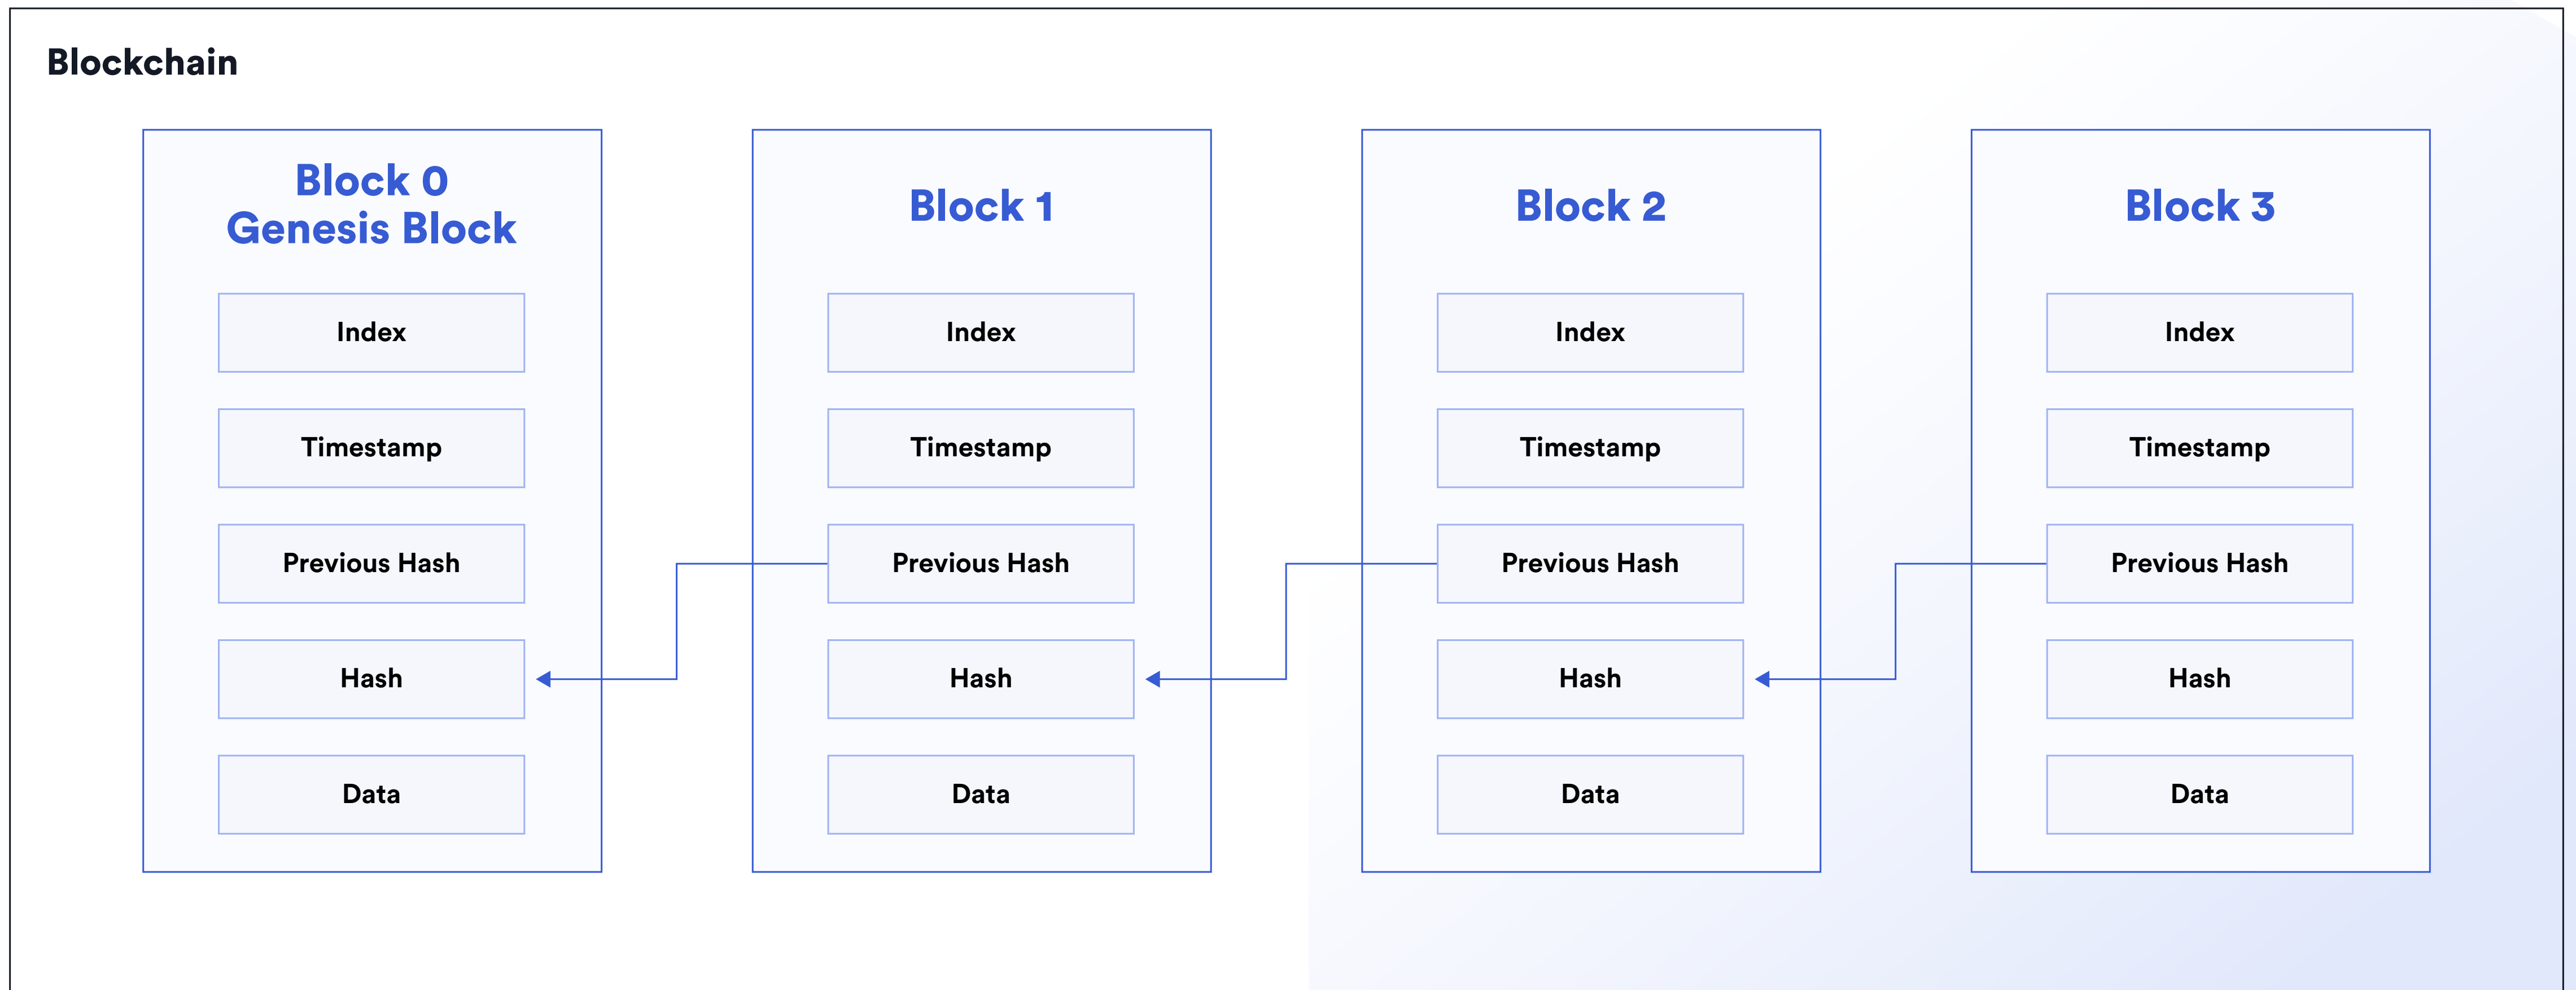 Blockchain
Block 0
Genesis Block
Index
Timestamp
Previous Hash
Hash
Data
Block 1
Index
Timestamp
Previous Hash
Hash
Data
Block 2
Index
Timestamp
Previous Hash
Hash
Data
Block 3
Index
Timestamp
Previous Hash
Hash
Data